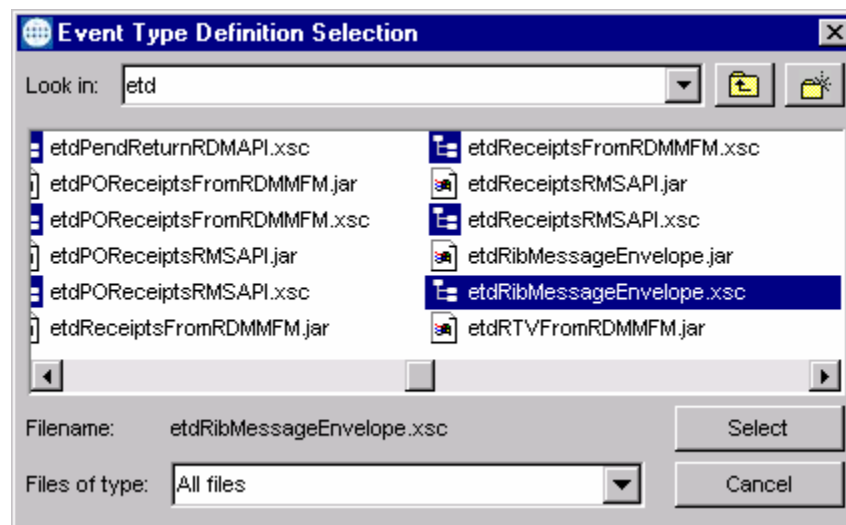 Event Type Definition Selection
Look in: etd
etdPendReturnRDMAPI.xsc
etdPOReceiptsFromRDMMFM.jar
etdPOReceiptsFromRDMMFM.xsc
etdPOReceiptsRMSAPI.jar
etdPOReceiptsRMSAPI.xsc
etdReceiptsFromRDMMFM.jar
etdReceiptsFromRDMMFM.xsc
etdReceiptsRMSAPI.jar
etdReceiptsRMSAPI.xsc
etdRibMessageEnvelope.jar
etdRibMessageEnvelope.xsc
etdRTVFromRDMMFM.jar
Filename: etdRibMessageEnvelope.xsc
Select
Files of type: All files
Cancel